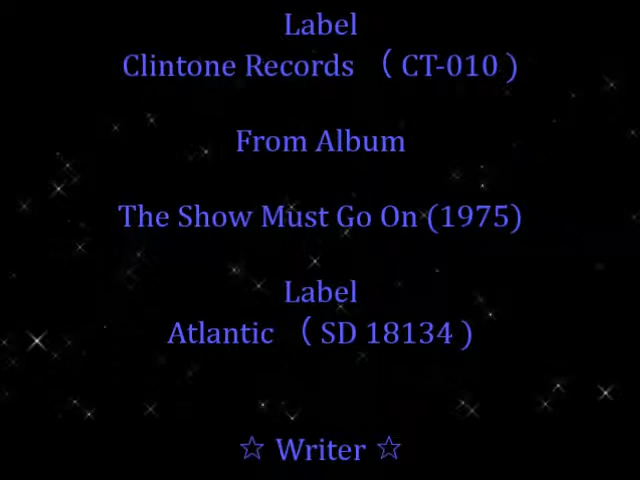 Label
Clintone Records （ CT-010 )
From Album
The Show Must Go On (1975)
Label
Atlantic （ SD 18134 )
☆ Writer ☆